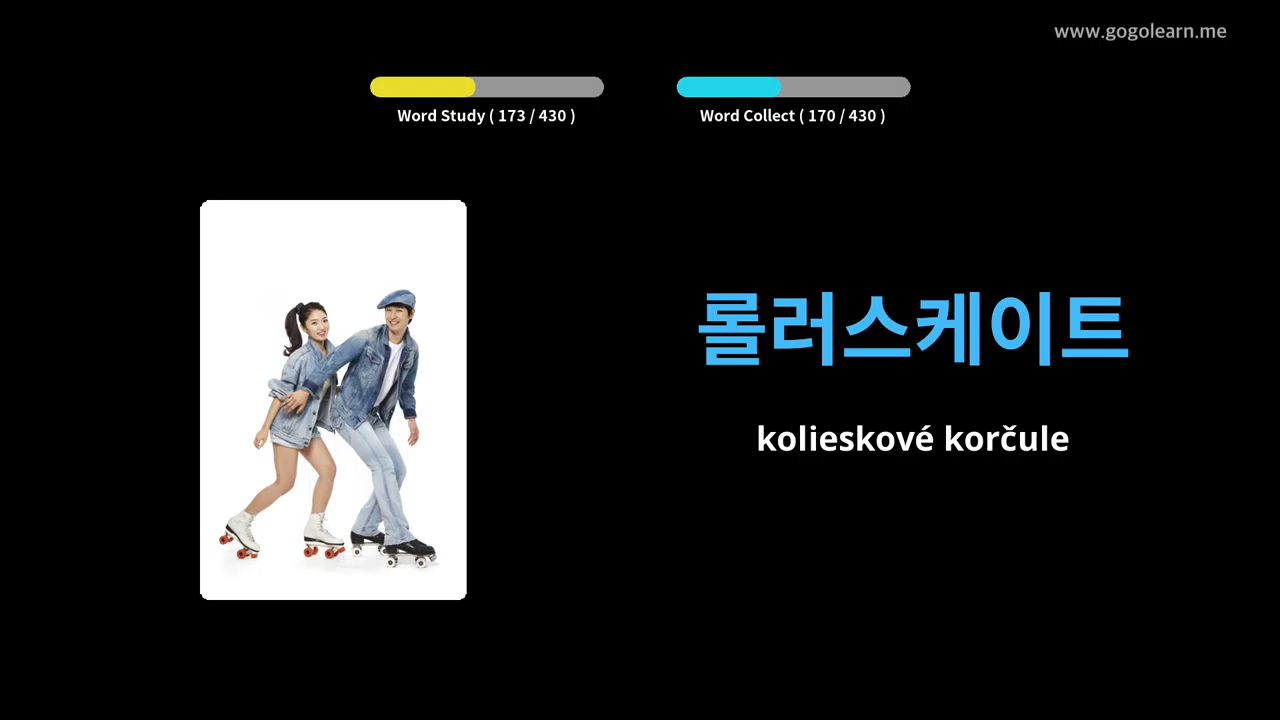 www.gogolearn.me
Word Study ( 173 / 430 )
Word Collect ( 170 / 430 )
롤러스케이트
kolieskové korčule